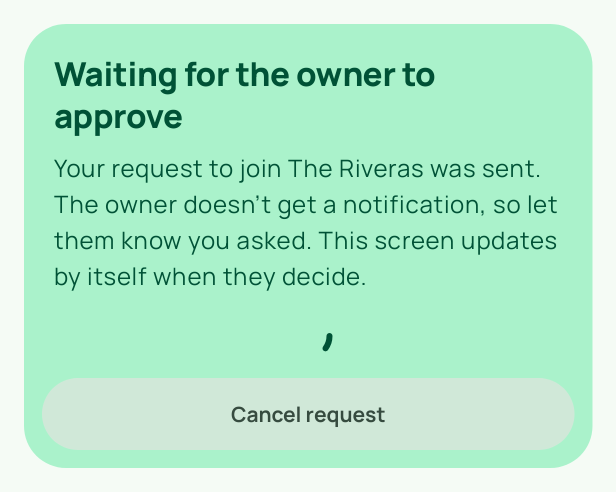 Waiting for the owner to
approve
Your request to join The Riveras was sent.
The owner doesn’t get a notification, so let
them know you asked. This screen updates
by itself when they decide.
Cancel request